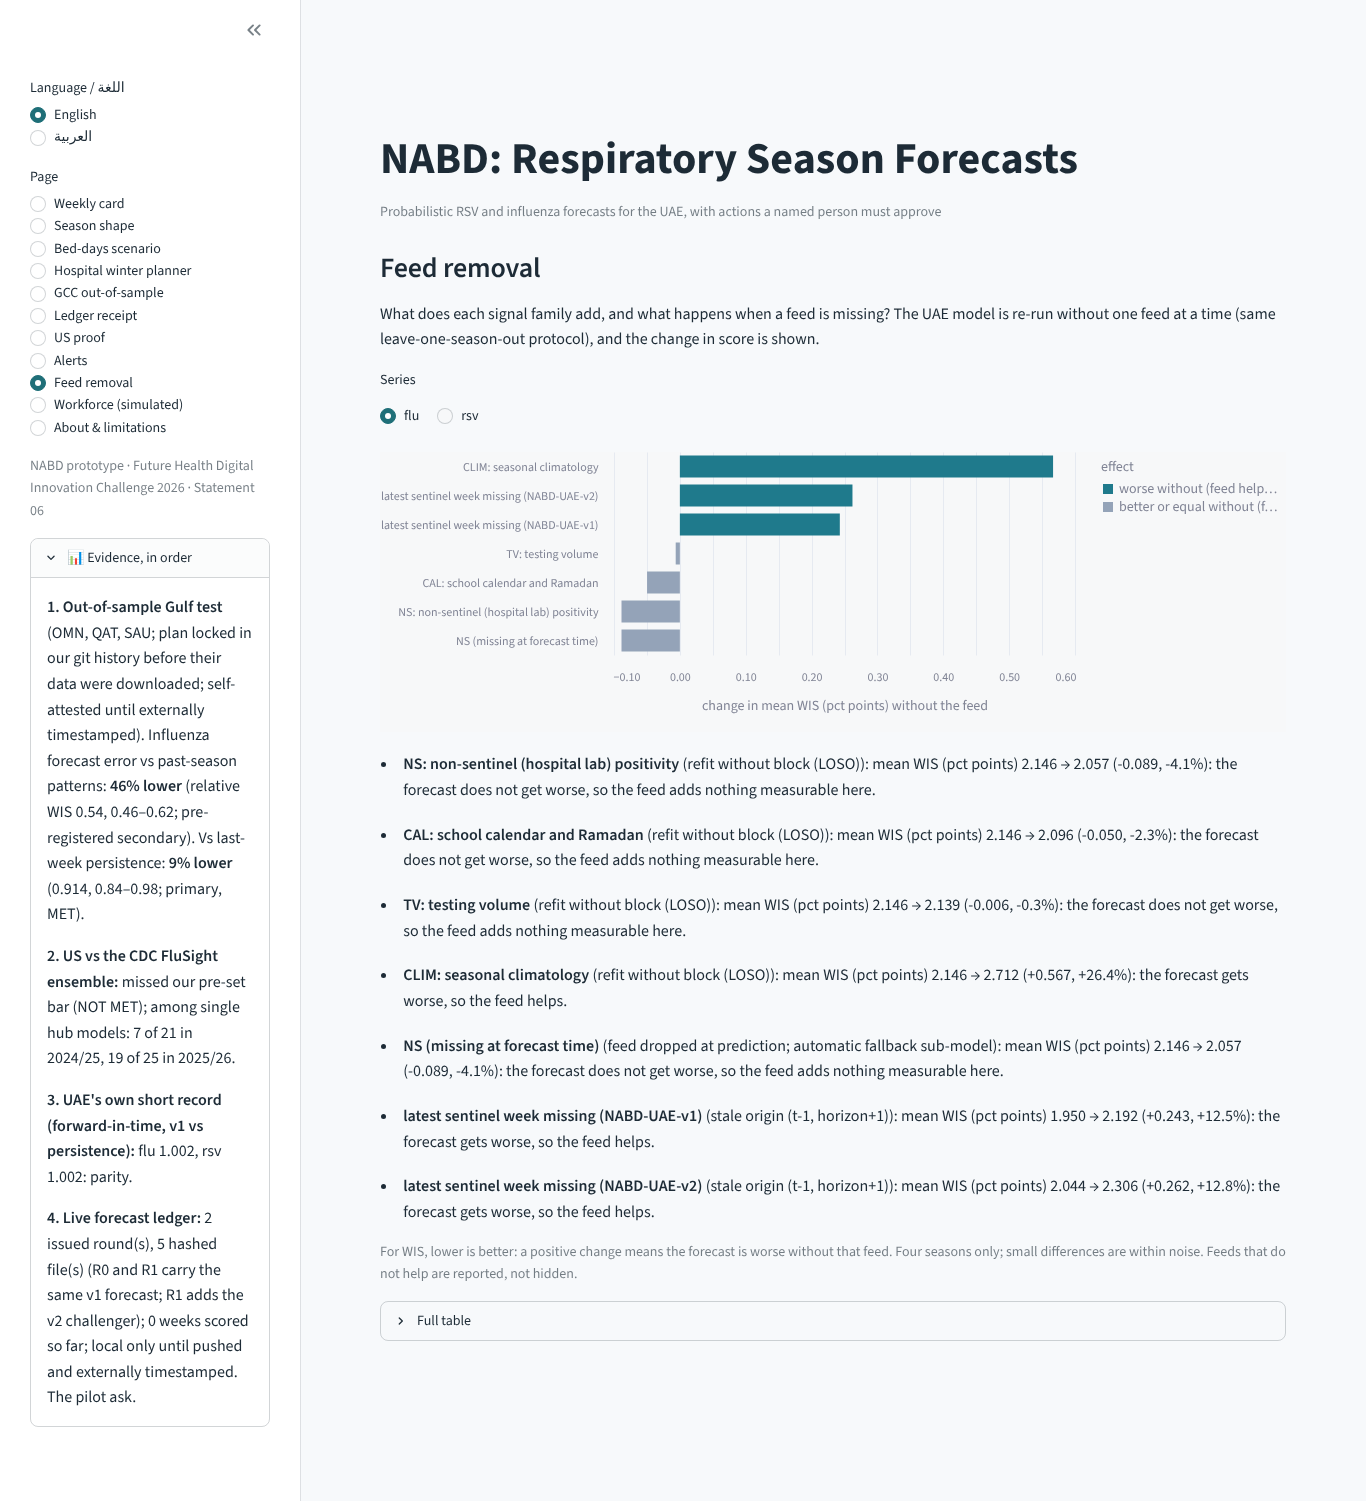 Language / اللغة
English
العربية
Page
Weekly card
Season shape
Bed-days scenario
Hospital winter planner
GCC out-of-sample
Ledger receipt
US proof
Alerts
Feed removal
Workforce (simulated)
About & limitations
NABD prototype · Future Health Digital
Innovation Challenge 2026 · Statement
06
📊 Evidence, in order
1. Out-of-sample Gulf test
(OMN, QAT, SAU; plan locked in
our git history before their
data were downloaded; self-
attested until externally
timestamped). Influenza
forecast error vs past-season
patterns: 46% lower (relative
WIS 0.54, 0.46–0.62; pre-
registered secondary). Vs last-
week persistence: 9% lower
(0.914, 0.84–0.98; primary,
MET).
2. US vs the CDC FluSight
ensemble: missed our pre-set
bar (NOT MET); among single
hub models: 7 of 21 in
2024/25, 19 of 25 in 2025/26.
3. UAE's own short record
(forward-in-time, v1 vs
persistence): flu 1.002, rsv
1.002: parity.
4. Live forecast ledger: 2
issued round(s), 5 hashed
file(s) (R0 and R1 carry the
same v1 forecast; R1 adds the
v2 challenger); 0 weeks scored
so far; local only until pushed
and externally timestamped.
The pilot ask.
NABD: Respiratory Season Forecasts
Probabilistic RSV and influenza forecasts for the UAE, with actions a named person must approve
Feed removal
What does each signal family add, and what happens when a feed is missing? The UAE model is re-run without one feed at a time (same
leave-one-season-out protocol), and the change in score is shown.
Series
flu rsv
CLIM: seasonal climatology
latest sentinel week missing (NABD-UAE-v2)
latest sentinel week missing (NABD-UAE-v1)
TV: testing volume
CAL: school calendar and Ramadan
NS: non-sentinel (hospital lab) positivity
NS (missing at forecast time)
−0.10 0.00 0.10 0.20 0.30 0.40 0.50 0.60
change in mean WIS (pct points) without the feed
effect
worse without (feed help…
better or equal without (f…
• NS: non-sentinel (hospital lab) positivity (refit without block (LOSO)): mean WIS (pct points) 2.146 → 2.057 (-0.089, -4.1%): the
forecast does not get worse, so the feed adds nothing measurable here.
• CAL: school calendar and Ramadan (refit without block (LOSO)): mean WIS (pct points) 2.146 → 2.096 (-0.050, -2.3%): the forecast
does not get worse, so the feed adds nothing measurable here.
• TV: testing volume (refit without block (LOSO)): mean WIS (pct points) 2.146 → 2.139 (-0.006, -0.3%): the forecast does not get worse,
so the feed adds nothing measurable here.
• CLIM: seasonal climatology (refit without block (LOSO)): mean WIS (pct points) 2.146 → 2.712 (+0.567, +26.4%): the forecast gets
worse, so the feed helps.
• NS (missing at forecast time) (feed dropped at prediction; automatic fallback sub-model): mean WIS (pct points) 2.146 → 2.057
(-0.089, -4.1%): the forecast does not get worse, so the feed adds nothing measurable here.
• latest sentinel week missing (NABD-UAE-v1) (stale origin (t-1, horizon+1)): mean WIS (pct points) 1.950 → 2.192 (+0.243, +12.5%): the
forecast gets worse, so the feed helps.
• latest sentinel week missing (NABD-UAE-v2) (stale origin (t-1, horizon+1)): mean WIS (pct points) 2.044 → 2.306 (+0.262, +12.8%): the
forecast gets worse, so the feed helps.
For WIS, lower is better: a positive change means the forecast is worse without that feed. Four seasons only; small differences are within noise. Feeds that do
not help are reported, not hidden.
Full table